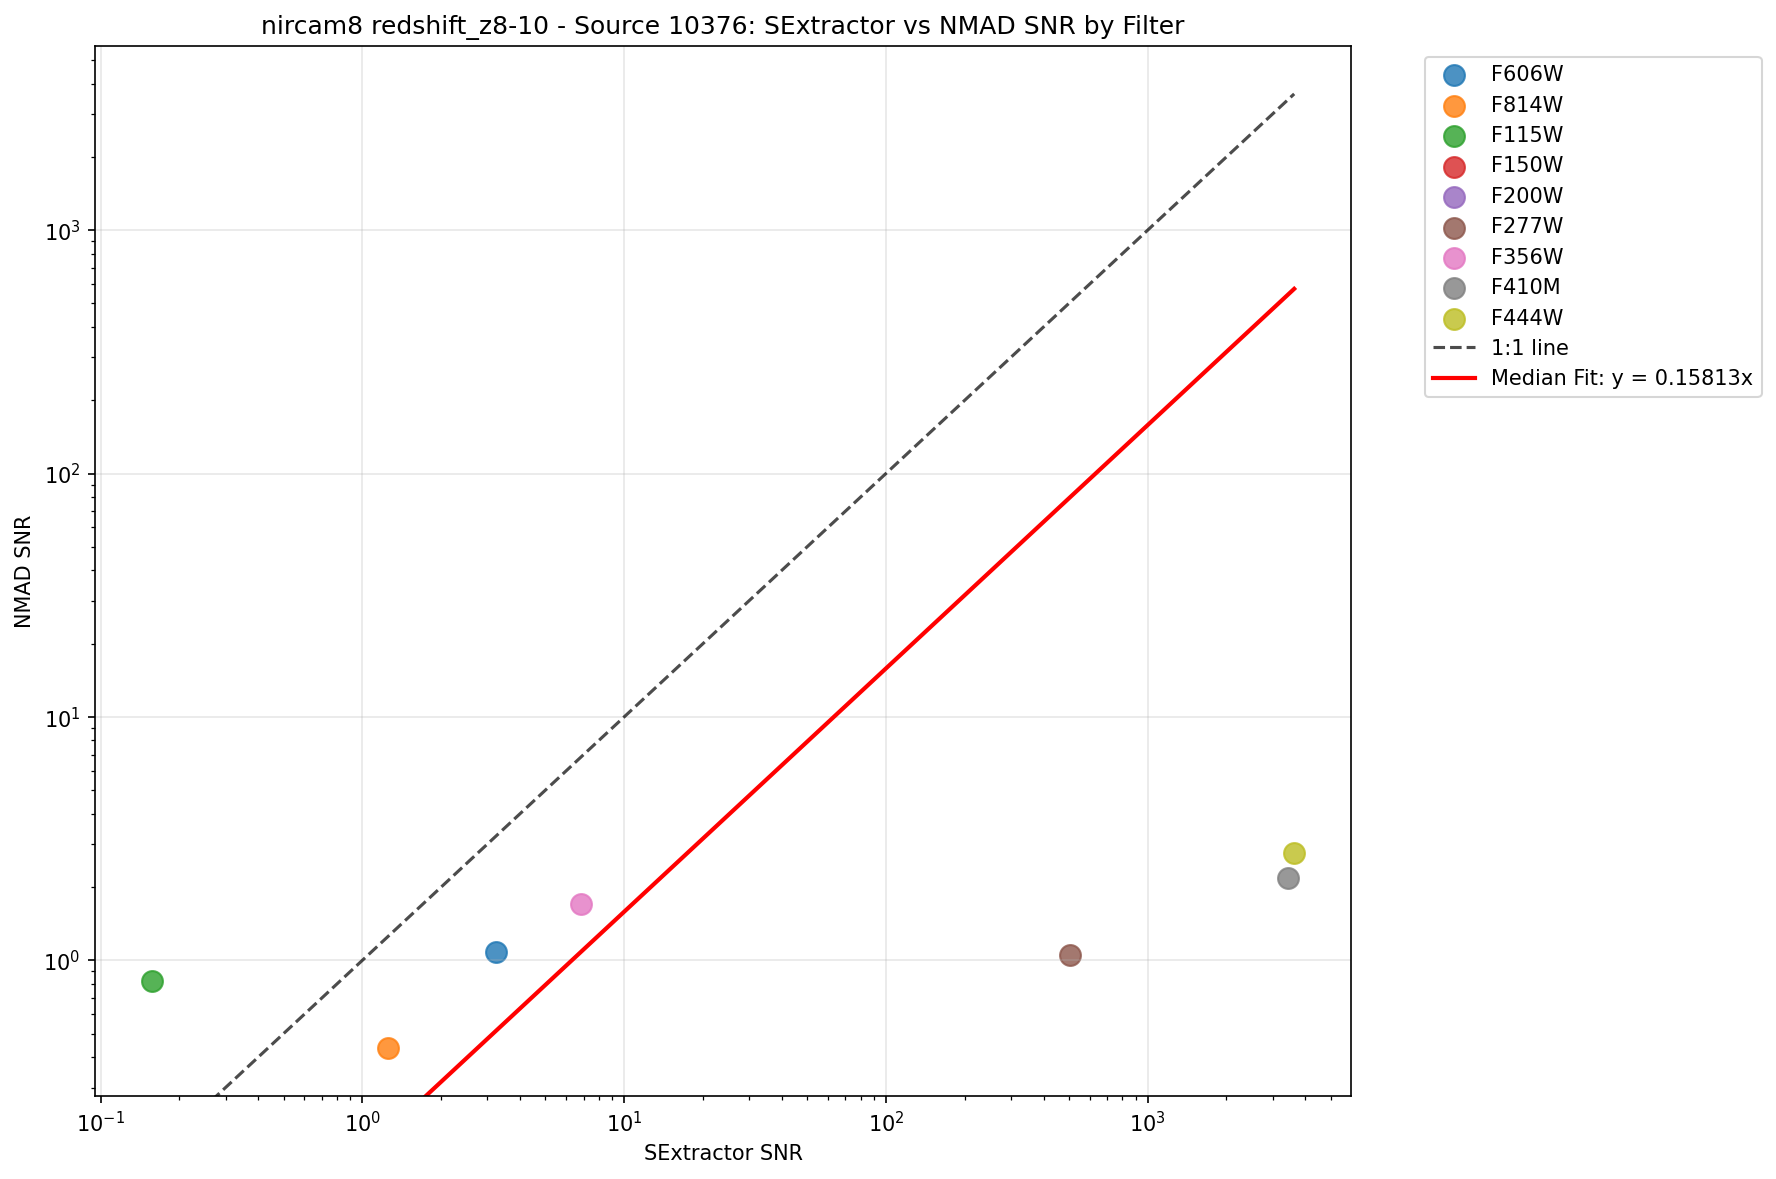 nircam8 redshift_z8-10 - Source 10376: SExtractor vs NMAD SNR by Filter
F606W
F814W
F115W
F150W
F200W
F277W
F356W
F410M
F444W
1:1 line
Median Fit: y = 0.15813x
NMAD SNR
10³
10²
10¹
10⁰
10⁻¹ 10⁰ 10¹ 10² 10³
SExtractor SNR